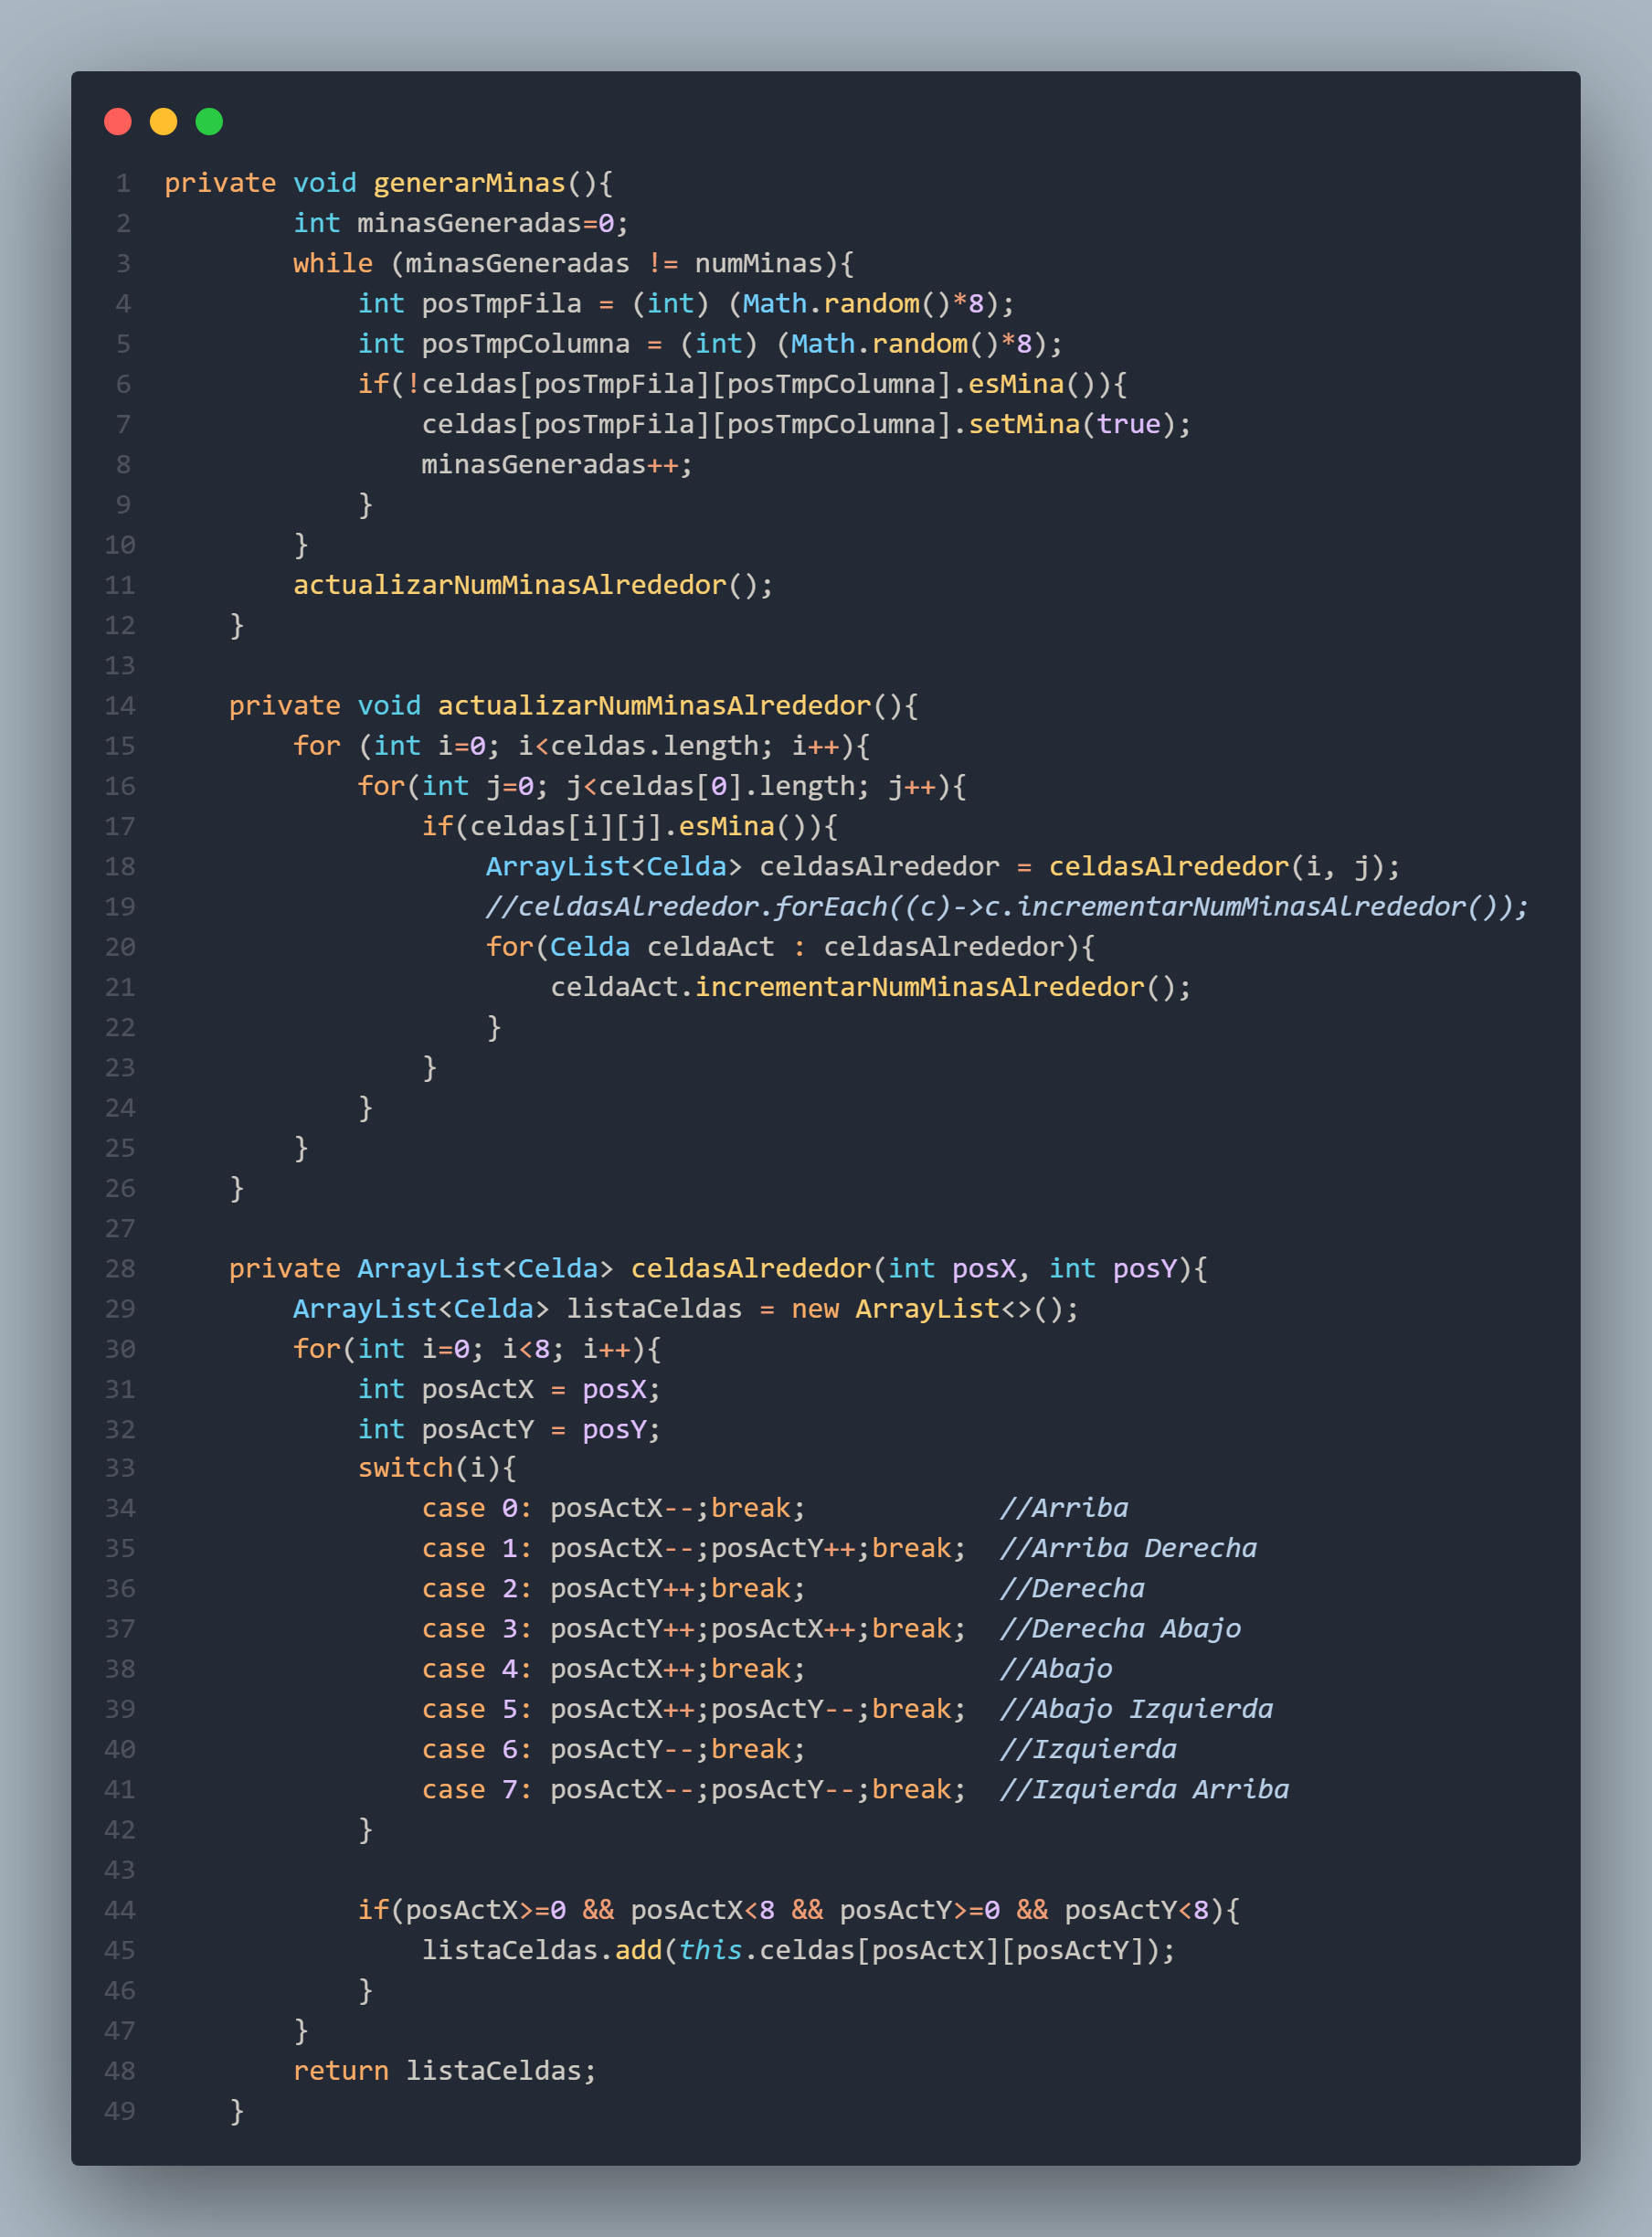 1 private void generarMinas(){
2         int minasGeneradas=0;
3         while (minasGeneradas != numMinas){
4             int posTmpFila = (int) (Math.random()*8);
5             int posTmpColumna = (int) (Math.random()*8);
6             if(!celdas[posTmpFila][posTmpColumna].esMina()){
7                 celdas[posTmpFila][posTmpColumna].setMina(true);
8                 minasGeneradas++;
9             }
10         }
11         actualizarNumMinasAlrededor();
12     }
13
14     private void actualizarNumMinasAlrededor(){
15         for (int i=0; i<celdas.length; i++){
16             for(int j=0; j<celdas[0].length; j++){
17                 if(celdas[i][j].esMina()){
18                     ArrayList<Celda> celdasAlrededor = celdasAlrededor(i, j);
19                     //celdasAlrededor.forEach((c)->c.incrementarNumMinasAlrededor());
20                     for(Celda celdaAct : celdasAlrededor){
21                         celdaAct.incrementarNumMinasAlrededor();
22                     }
23                 }
24             }
25         }
26     }
27
28     private ArrayList<Celda> celdasAlrededor(int posX, int posY){
29         ArrayList<Celda> listaCeldas = new ArrayList<>();
30         for(int i=0; i<8; i++){
31             int posActX = posX;
32             int posActY = posY;
33             switch(i){
34                 case 0: posActX--;break;            //Arriba
35                 case 1: posActX--;posActY++;break;  //Arriba Derecha
36                 case 2: posActY++;break;            //Derecha
37                 case 3: posActY++;posActX++;break;  //Derecha Abajo
38                 case 4: posActX++;break;            //Abajo
39                 case 5: posActX++;posActY--;break;  //Abajo Izquierda
40                 case 6: posActY--;break;            //Izquierda
41                 case 7: posActX--;posActY--;break;  //Izquierda Arriba
42             }
43
44             if(posActX>=0 && posActX<8 && posActY>=0 && posActY<8){
45                 listaCeldas.add(this.celdas[posActX][posActY]);
46             }
47         }
48         return listaCeldas;
49     }